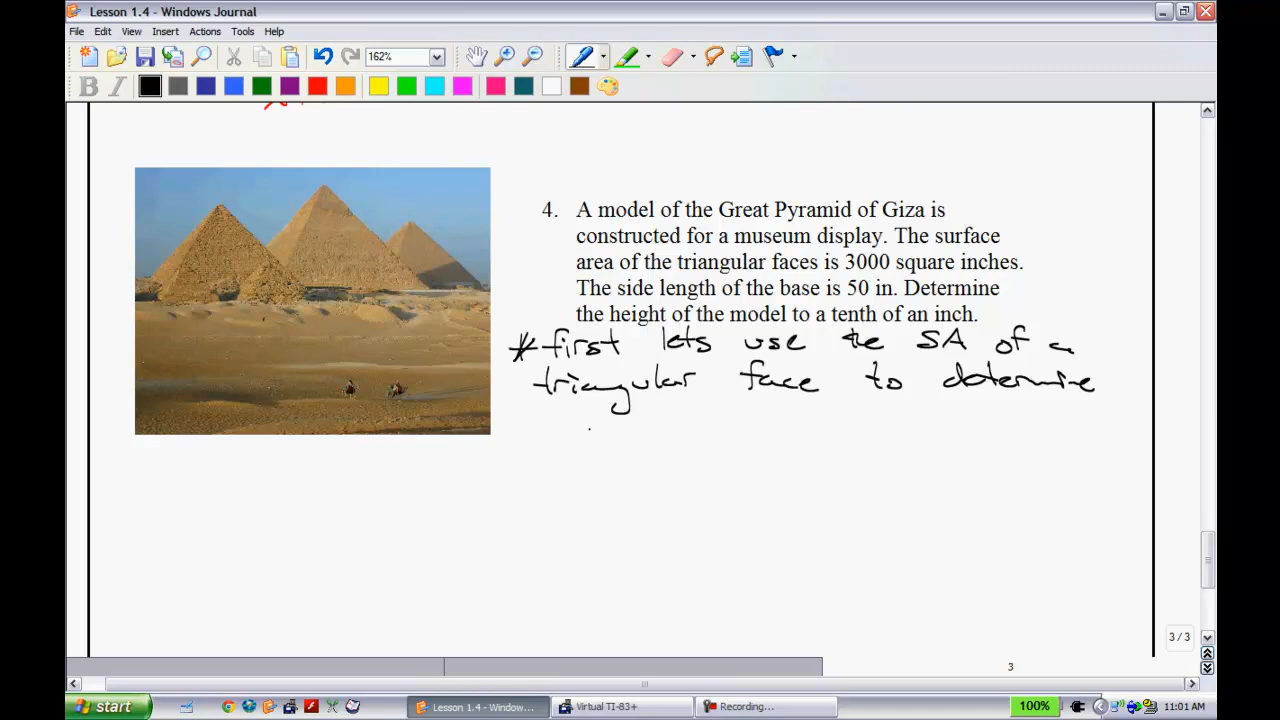 Lesson 1.4 - Windows Journal
File Edit View Insert Actions Tools Help
162%
B I
4. A model of the Great Pyramid of Giza is
constructed for a museum display. The surface
area of the triangular faces is 3000 square inches.
The side length of the base is 50 in. Determine
the height of the model to a tenth of an inch.
*first lets use the SA of a
triangular face to determine
3/3
3
start Lesson 1.4 - Window... Virtual TI-83+ Recording... 100% 11:01 AM